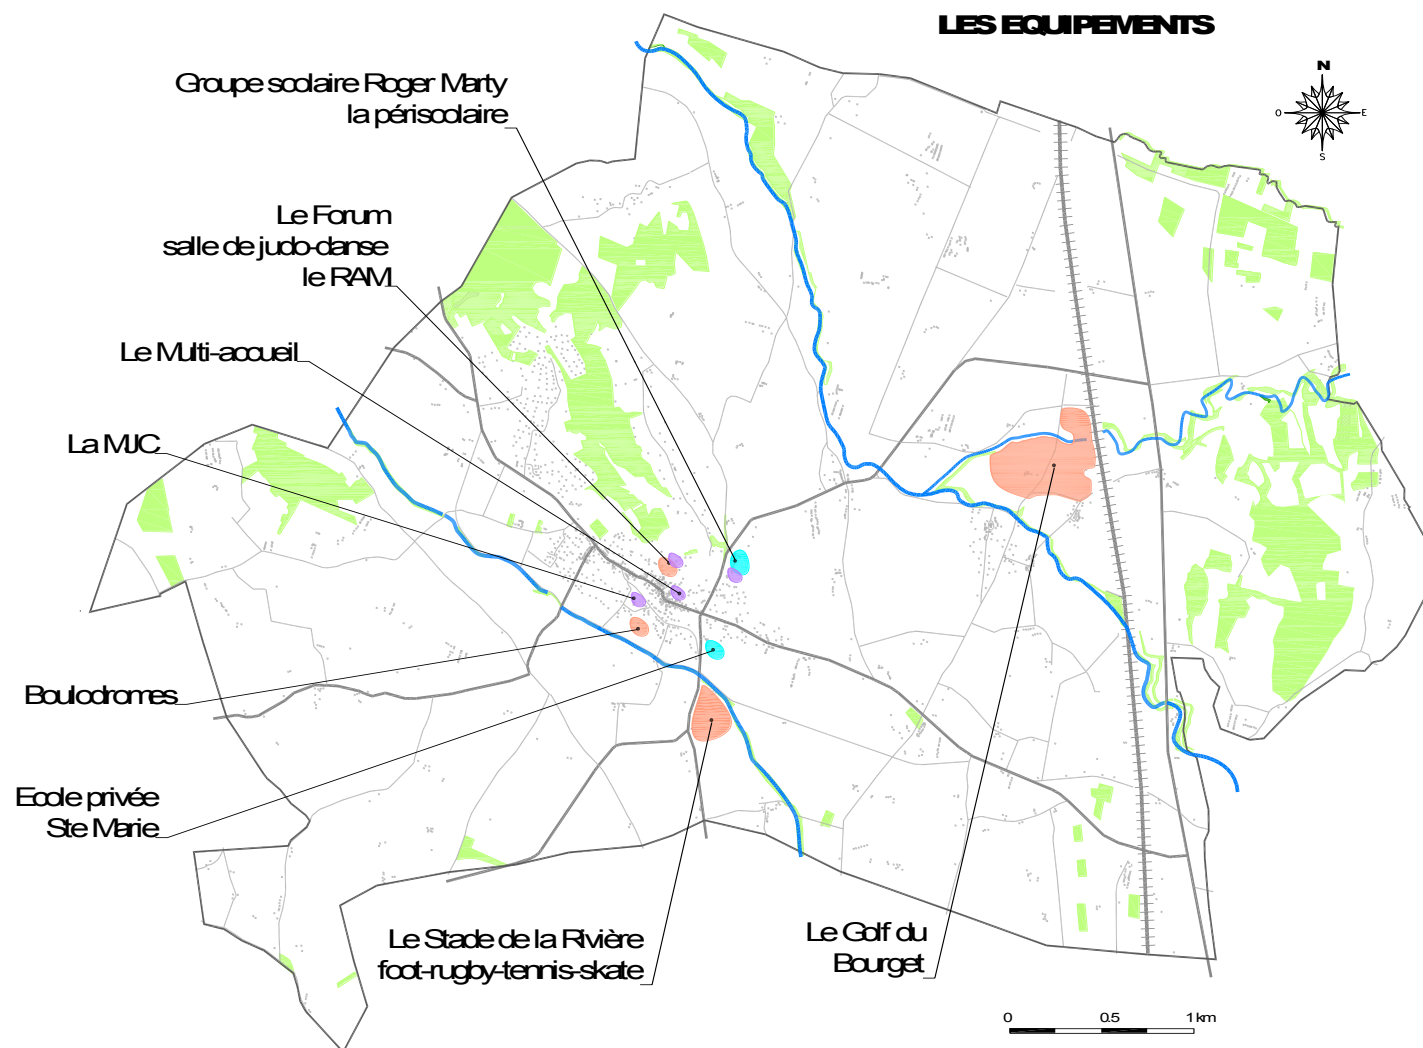 LES EQUIPEMENTS
N
O
E
S
Groupe scolaire Roger Marty
la périscolaire
Le Forum
salle de judo-danse
le RAM
Le Multi-accueil
La MJC
Boulodromes
Ecole privée
Ste Marie
Le Stade de la Rivière
foot-rugby-tennis-skate
Le Golf du
Bourget
0 0.5 1 km